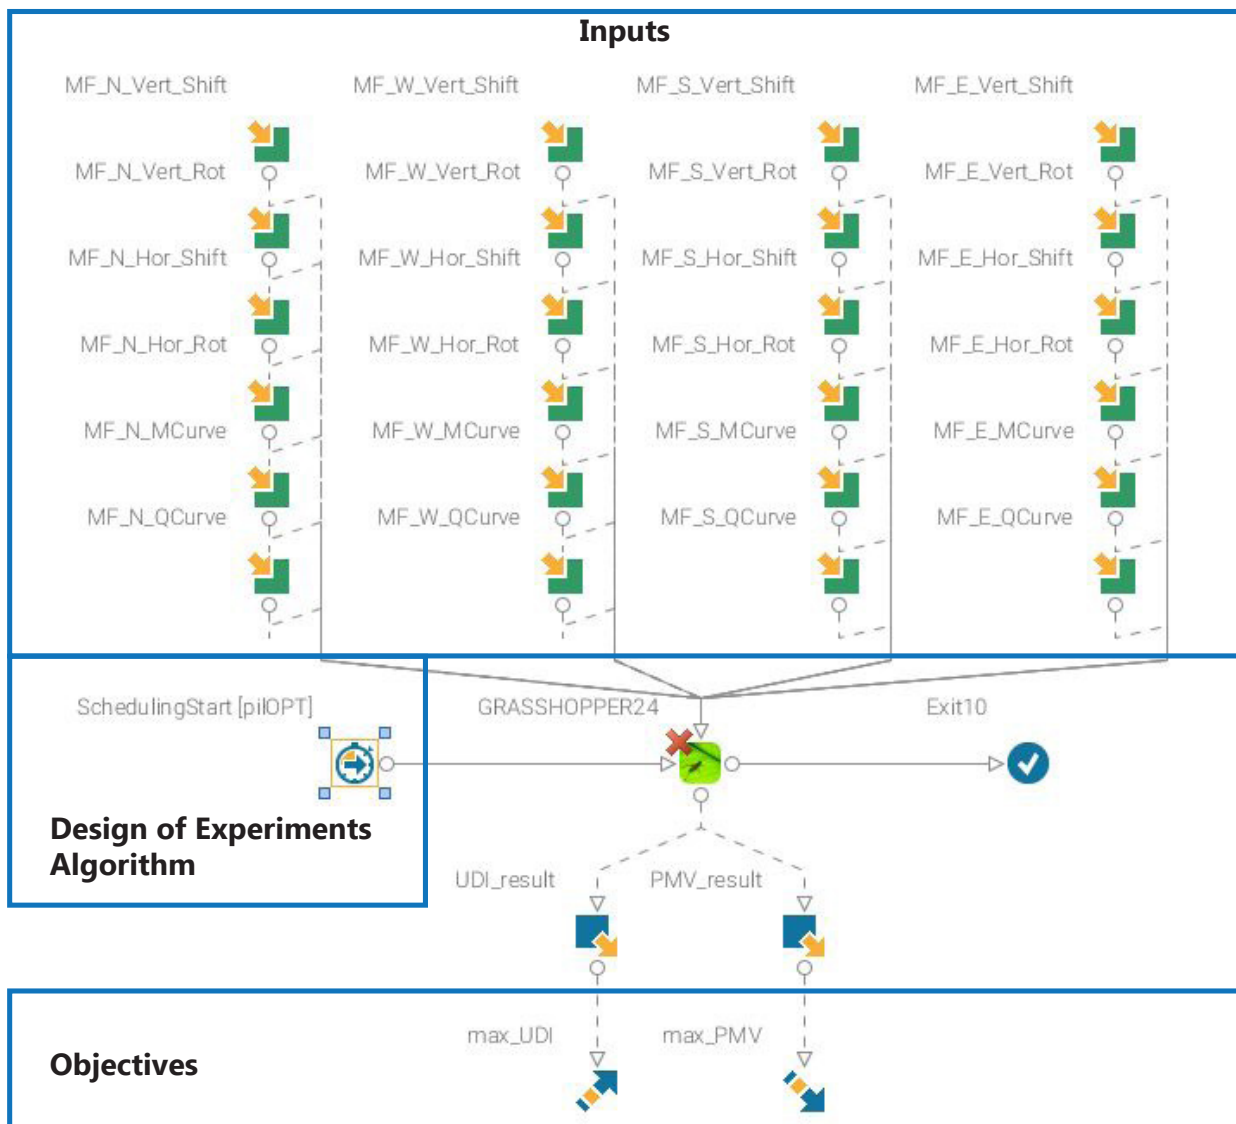 Inputs
MF_N_Vert_Shift MF_W_Vert_Shift MF_S_Vert_Shift MF_E_Vert_Shift
MF_N_Vert_Rot MF_W_Vert_Rot MF_S_Vert_Rot MF_E_Vert_Rot
MF_N_Hor_Shift MF_W_Hor_Shift MF_S_Hor_Shift MF_E_Hor_Shift
MF_N_Hor_Rot MF_W_Hor_Rot MF_S_Hor_Rot MF_E_Hor_Rot
MF_N_MCurve MF_W_MCurve MF_S_MCurve MF_E_MCurve
MF_N_QCurve MF_W_QCurve MF_S_QCurve MF_E_QCurve
SchedulingStart [pilOPT] GRASSHOPPER24 Exit10
Design of Experiments
Algorithm
UDI_result PMV_result
max_UDI max_PMV
Objectives